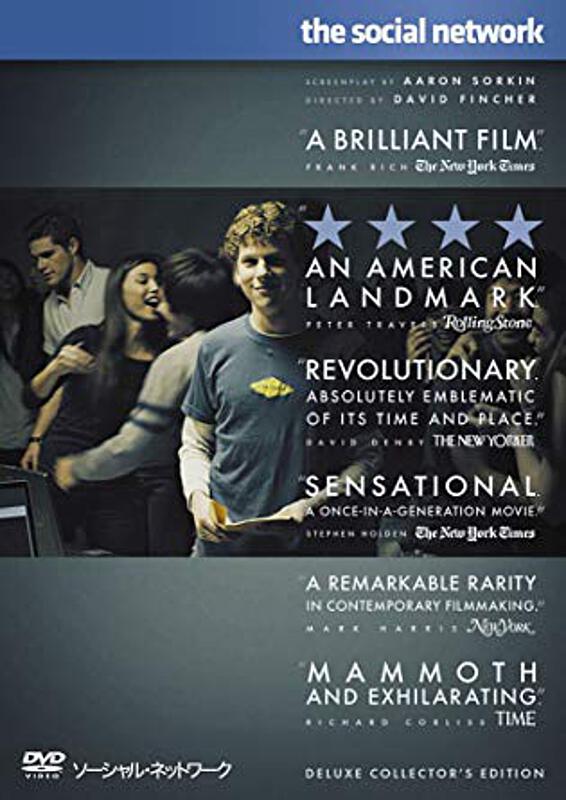 the social network
SCREENPLAY BY AARON SORKIN
DIRECTED BY DAVID FINCHER
"A BRILLIANT FILM."
FRANK RICH The New York Times
"★★★★
AN AMERICAN
LANDMARK."
PETER TRAVERS RollingStone
"REVOLUTIONARY.
ABSOLUTELY EMBLEMATIC
OF ITS TIME AND PLACE."
DAVID DENBY THE NEW YORKER
"SENSATIONAL.
A ONCE-IN-A-GENERATION MOVIE."
STEPHEN HOLDEN The New York Times
"A REMARKABLE RARITY
IN CONTEMPORARY FILMMAKING."
MARK HARRIS NEW YORK
"MAMMOTH
AND EXHILARATING."
RICHARD CORLISS TIME
DVD
VIDEO
ソーシャル・ネットワーク
DELUXE COLLECTOR'S EDITION